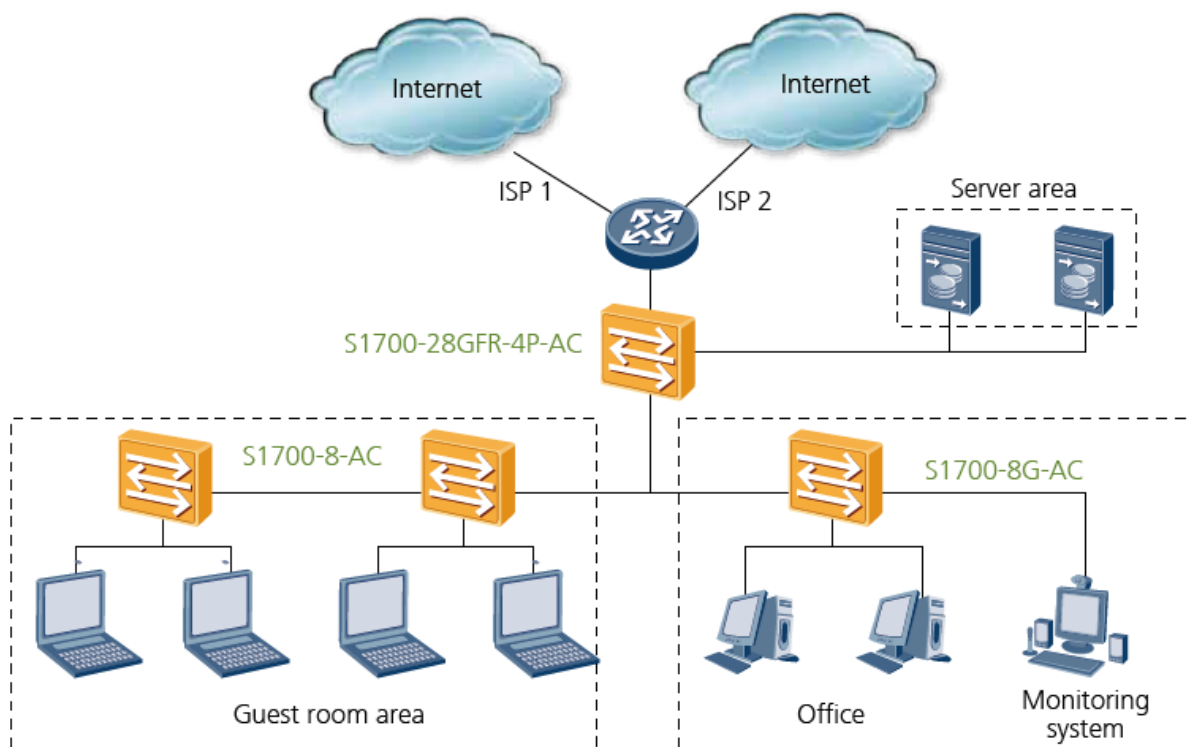 Internet
Internet
ISP 1
ISP 2
Server area
S1700-28GFR-4P-AC
S1700-8-AC
S1700-8G-AC
Guest room area
Office
Monitoring
system